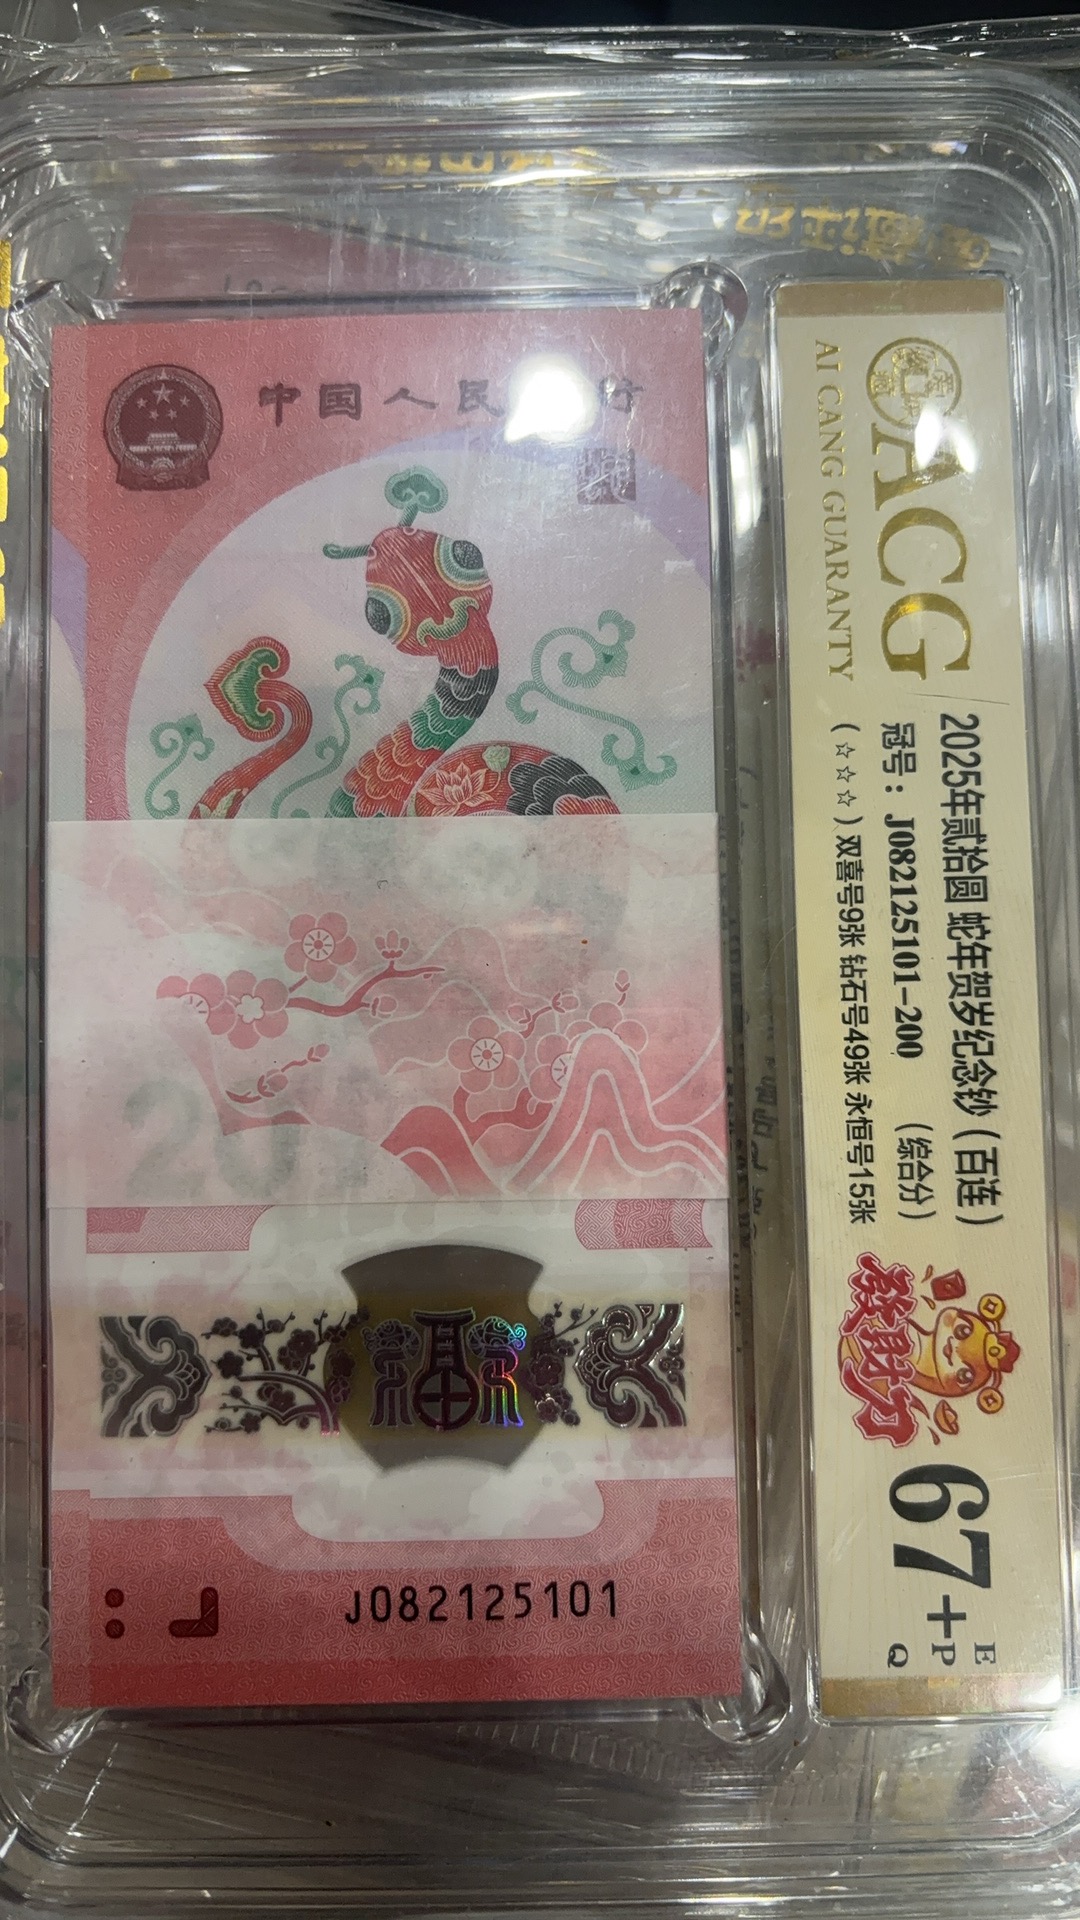 中国人民
行
J082125101
ACG
AI CANG GUARANTY
2025年贰拾圆 蛇年贺岁纪念钞（百连）
冠号：J082125101-200 （综合分）
（☆☆☆）双喜号9张 钻石号49张 永恒号15张
發財
67+
E
P
Q